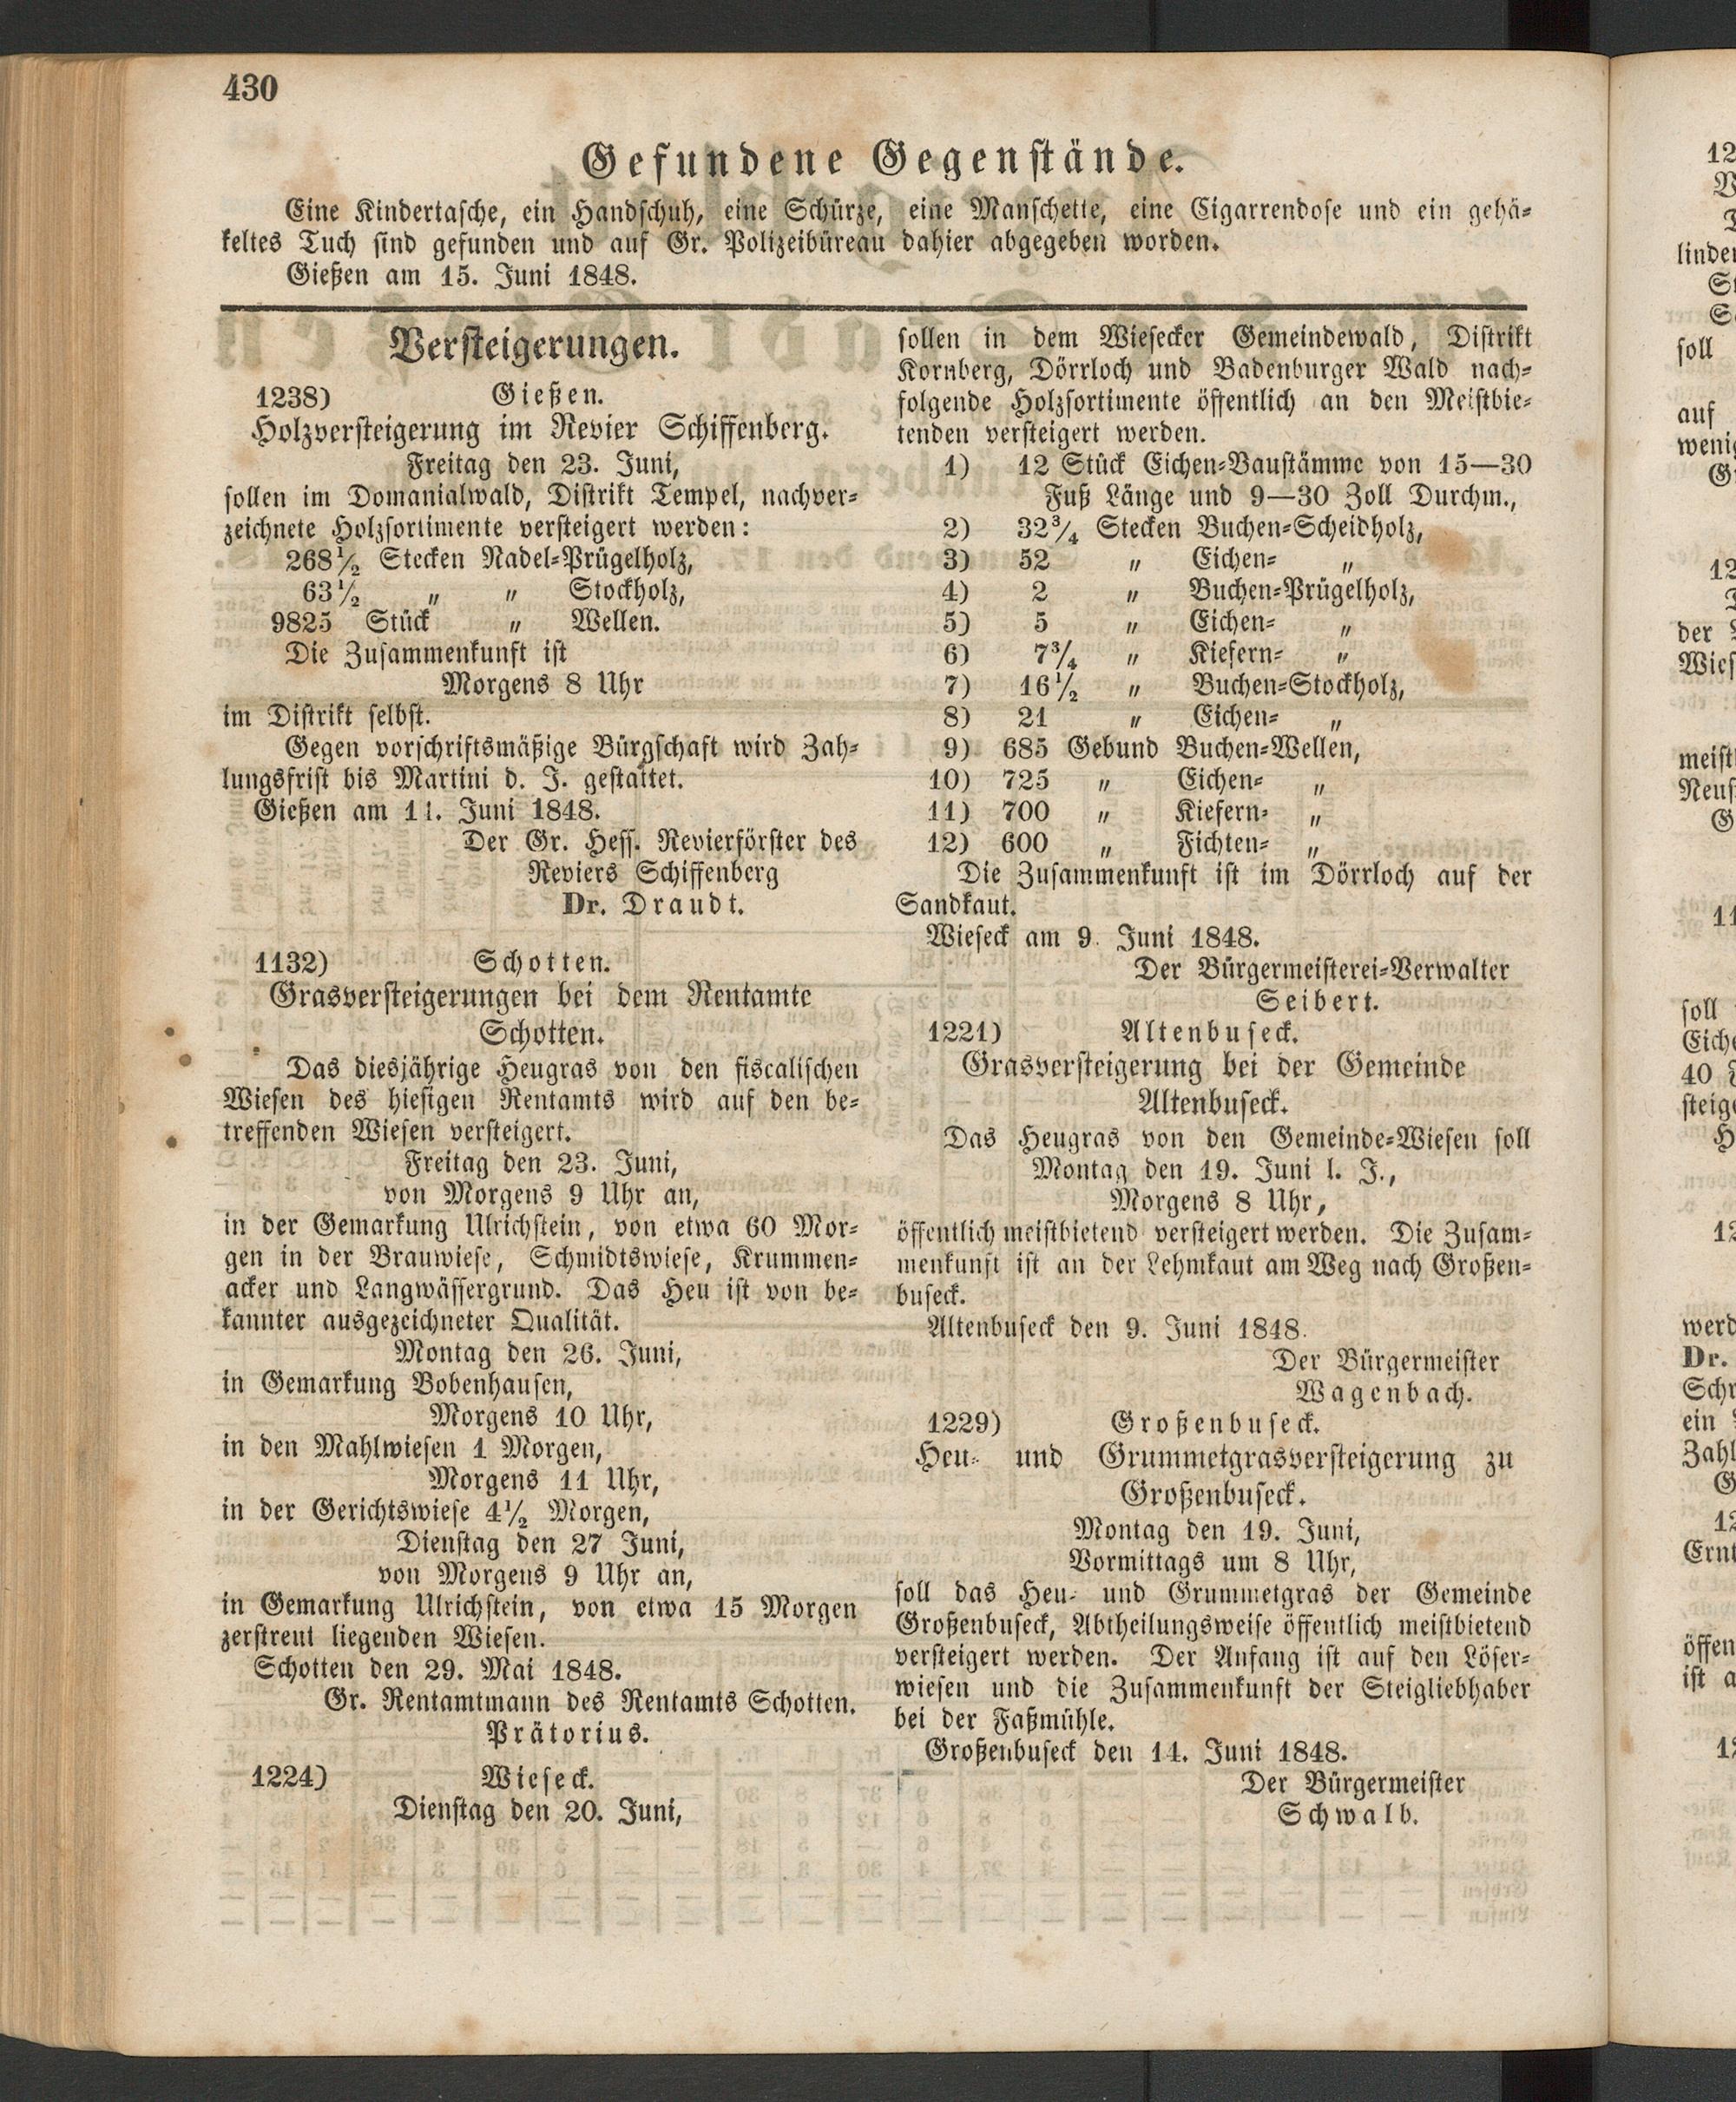 430
Gefundene Gegenstände.
Eine Kindertasche, ein Handschuh, eine Schürze, eine Manschette, eine Cigarrendose und ein gehä-
keltes Tuch sind gefunden und auf Gr. Polizeibüreau dahier abgegeben worden.
Gießen am 15. Juni 1848.
Versteigerungen.
1238) Gießen.
Holzversteigerung im Revier Schiffenberg.
Freitag den 23. Juni,
sollen im Domanialwald, Distrikt Tempel, nachver-
zeichnete Holzsortimente versteigert werden:
268½ Stecken Nadel-Prügelholz,
63½ „ „ Stockholz,
9825 Stück „ Wellen.
Die Zusammenkunft ist
Morgens 8 Uhr
im Distrikt selbst.
Gegen vorschriftsmäßige Bürgschaft wird Zah-
lungsfrist bis Martini d. J. gestattet.
Gießen am 11. Juni 1848.
Der Gr. Hess. Revierförster des
Reviers Schiffenberg
Dr. Draudt.
1132) Schotten.
Grasversteigerungen bei dem Rentamte
Schotten.
Das diesjährige Heugras von den fiscalischen
Wiesen des hiesigen Rentamts wird auf den be-
treffenden Wiesen versteigert.
Freitag den 23. Juni,
von Morgens 9 Uhr an,
in der Gemarkung Ulrichstein, von etwa 60 Mor-
gen in der Brauwiese, Schmidtswiese, Krummen-
acker und Langwässergrund. Das Heu ist von be-
kannter ausgezeichneter Qualität.
Montag den 26. Juni,
in Gemarkung Bobenhausen,
Morgens 10 Uhr,
in den Mahlwiesen 1 Morgen,
Morgens 11 Uhr,
in der Gerichtswiese 4½ Morgen,
Dienstag den 27 Juni,
von Morgens 9 Uhr an,
in Gemarkung Ulrichstein, von etwa 15 Morgen
zerstreut liegenden Wiesen.
Schotten den 29. Mai 1848.
Gr. Rentamtmann des Rentamts Schotten.
Prätorius.
1224) Wieseck.
Dienstag den 20. Juni,
sollen in dem Wiesecker Gemeindewald, Distrikt
Kornberg, Dörrloch und Badenburger Wald nach-
folgende Holzsortimente öffentlich an den Meistbie-
tenden versteigert werden.
1) 12 Stück Eichen-Baustämme von 15—30
Fuß Länge und 9—30 Zoll Durchm.,
2) 32¾ Stecken Buchen-Scheidholz,
3) 52 „ Eichen- „
4) 2 „ Buchen-Prügelholz,
5) 5 „ Eichen- „
6) 7¾ „ Kiefern- „
7) 16½ „ Buchen-Stockholz,
8) 21 „ Eichen- „
9) 685 Gebund Buchen-Wellen,
10) 725 „ Eichen- „
11) 700 „ Kiefern- „
12) 600 „ Fichten- „
Die Zusammenkunft ist im Dörrloch auf der
Sandkaut.
Wieseck am 9. Juni 1848.
Der Bürgermeisterei-Verwalter
Seibert.
1221) Altenbuseck.
Grasversteigerung bei der Gemeinde
Altenbuseck.
Das Heugras von den Gemeinde-Wiesen soll
Montag den 19. Juni l. J.,
Morgens 8 Uhr,
öffentlich meistbietend versteigert werden. Die Zusam-
menkunft ist an der Lehmkaut am Weg nach Großen-
buseck.
Altenbuseck den 9. Juni 1848.
Der Bürgermeister
Wagenbach.
1229) Großenbuseck.
Heu- und Grummetgrasversteigerung zu
Großenbuseck.
Montag den 19. Juni,
Vormittags um 8 Uhr,
soll das Heu- und Grummetgras der Gemeinde
Großenbuseck, Abtheilungsweise öffentlich meistbietend
versteigert werden. Der Anfang ist auf den Löser-
wiesen und die Zusammenkunft der Steigliebhaber
bei der Faßmühle.
Großenbuseck den 14. Juni 1848.
Der Bürgermeister
Schwalb.